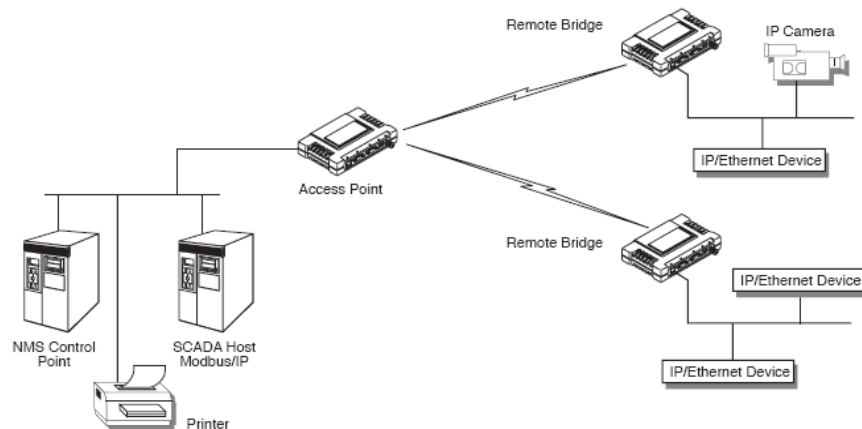 Remote Bridge
IP Camera
IP/Ethernet Device
Access Point
Remote Bridge
IP/Ethernet Device
NMS Control
Point
SCADA Host
Modbus/IP
IP/Ethernet Device
Printer